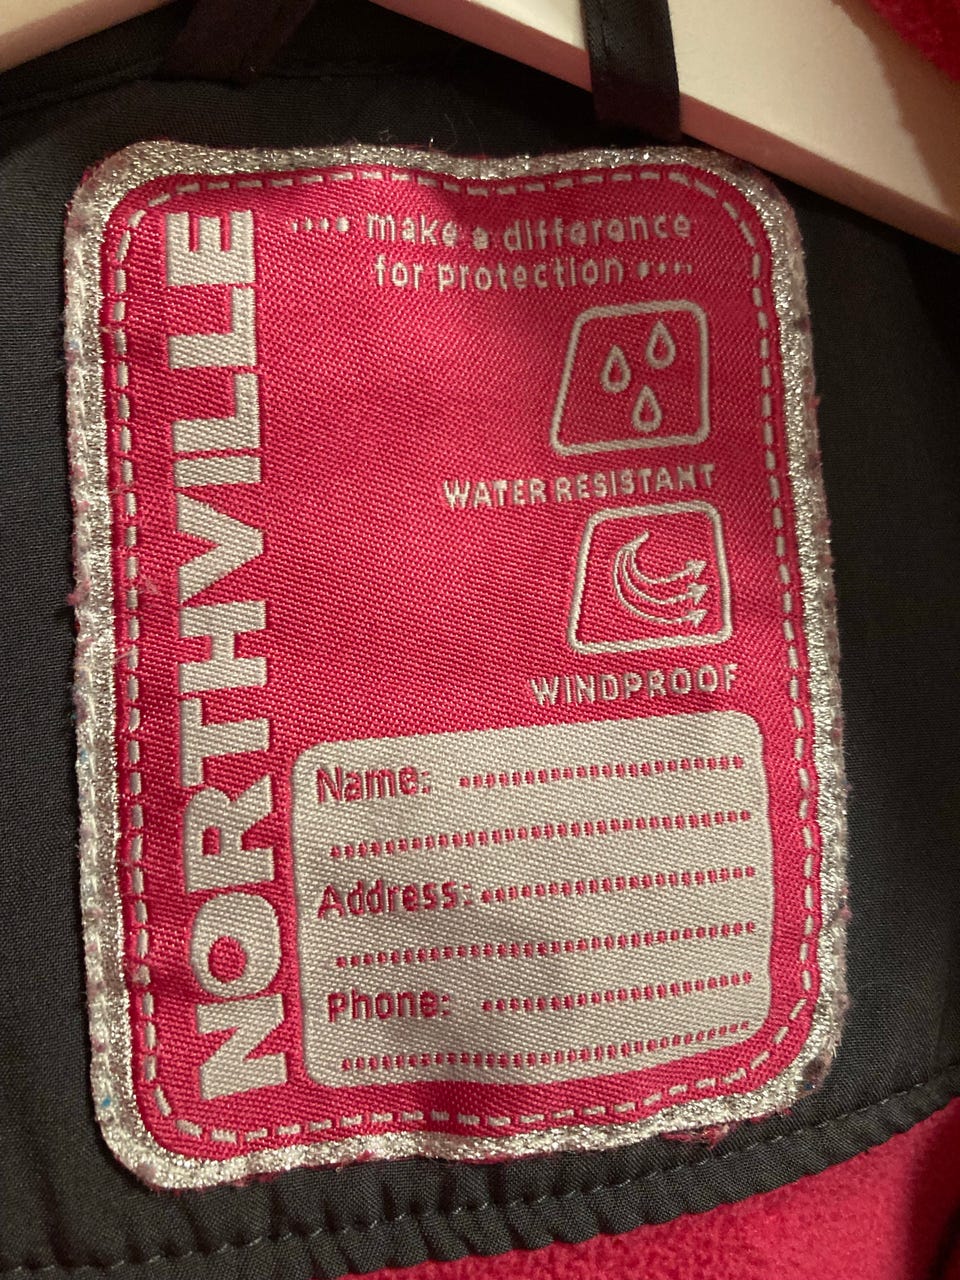 NORTHVILLE
···· make a difference
for protection ····
WATER RESISTANT
WINDPROOF
Name:
Address:
Phone: